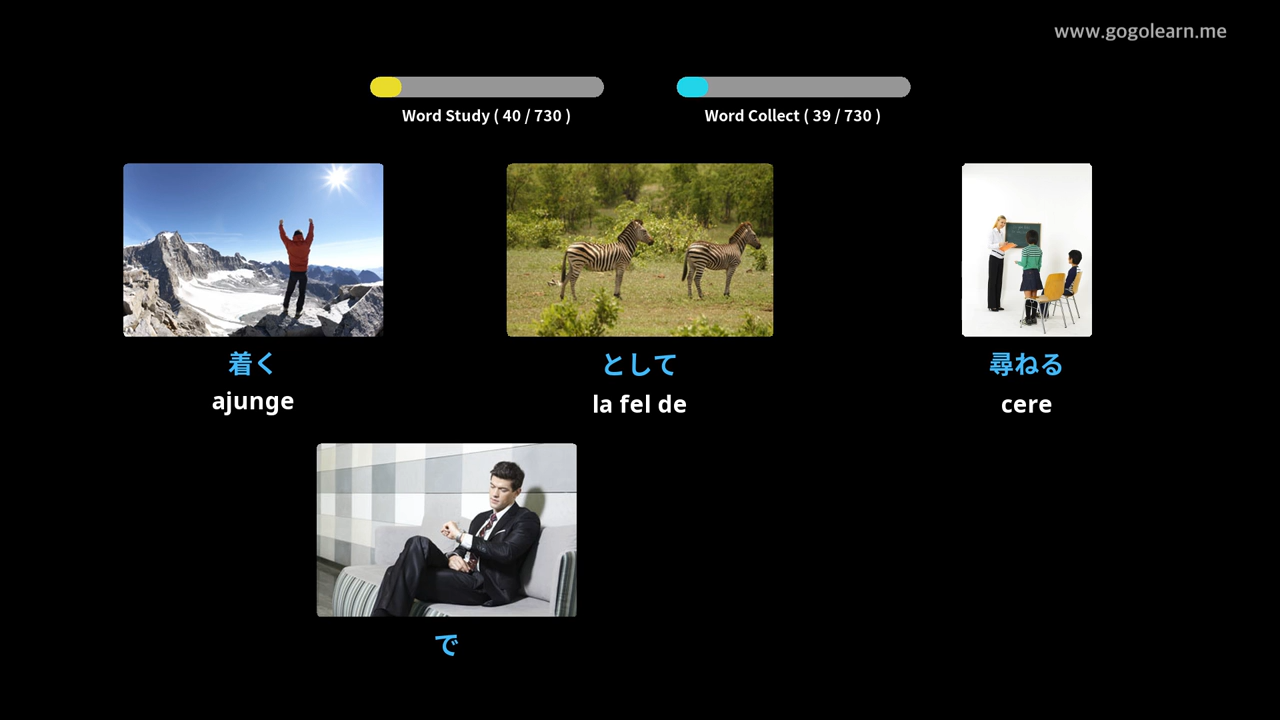 www.gogolearn.me
Word Study ( 40 / 730 )
Word Collect ( 39 / 730 )
着く
ajunge
として
la fel de
尋ねる
cere
で